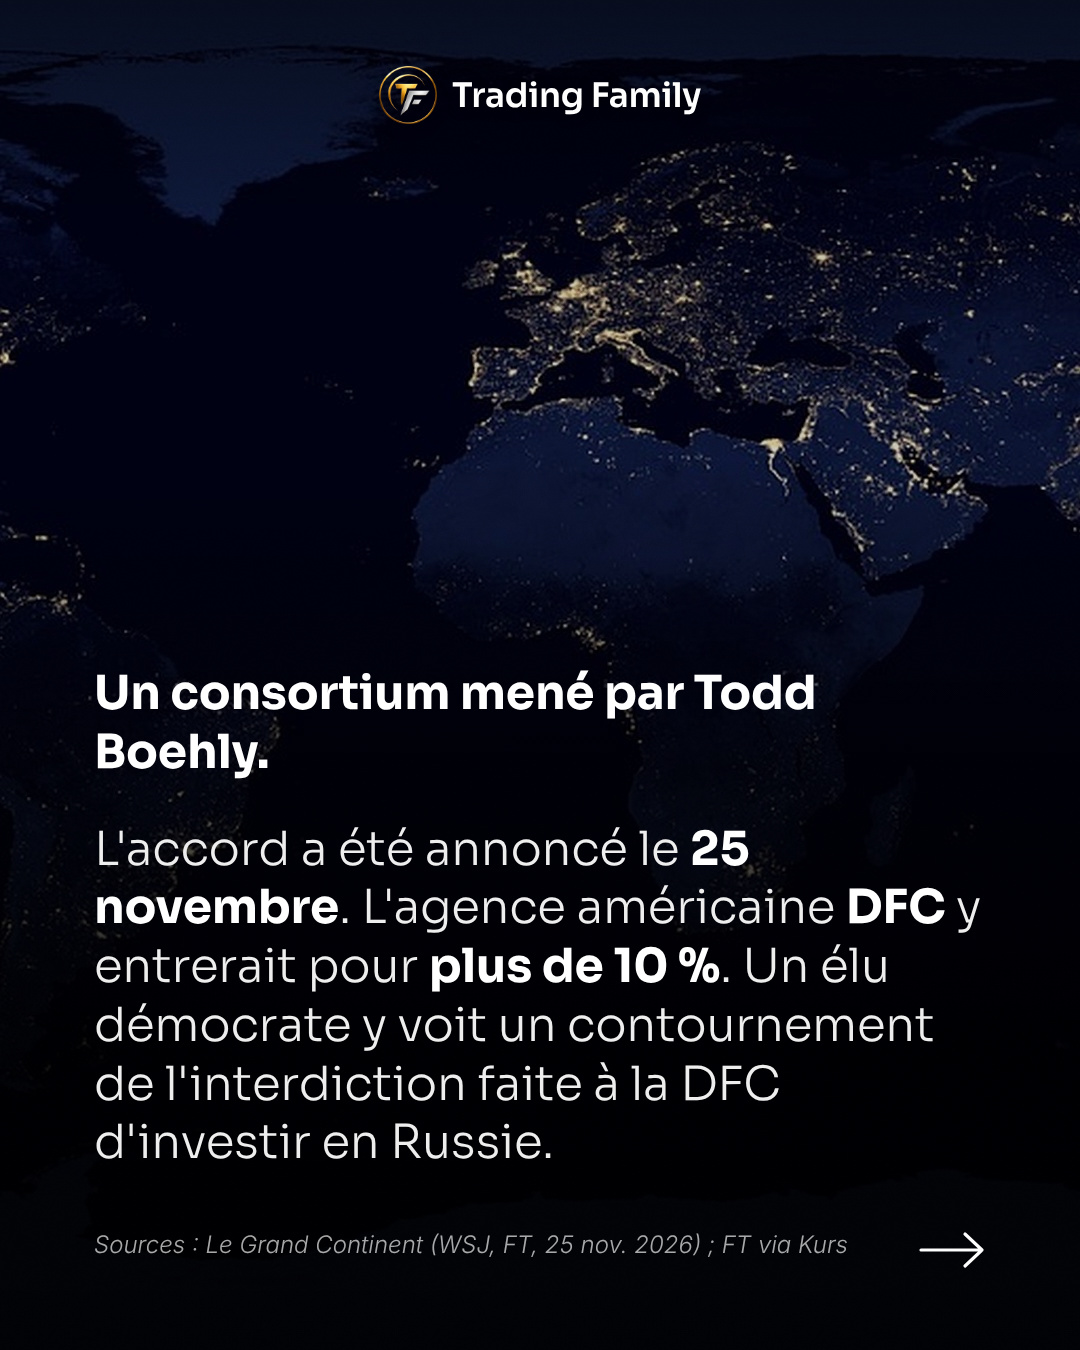 TF Trading Family
Un consortium mené par Todd
Boehly.
L'accord a été annoncé le 25
novembre. L'agence américaine DFC y
entrerait pour plus de 10 %. Un élu
démocrate y voit un contournement
de l'interdiction faite à la DFC
d'investir en Russie.
Sources : Le Grand Continent (WSJ, FT, 25 nov. 2026) ; FT via Kurs